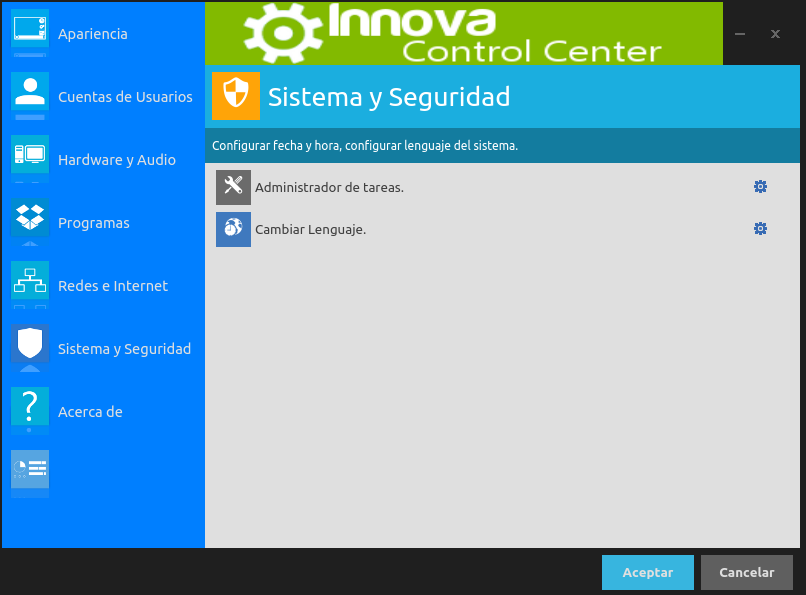 Innova
Control Center
x
Apariencia
Cuentas de Usuarios
Hardware y Audio
Programas
Redes e Internet
Sistema y Seguridad
Acerca de
Sistema y Seguridad
Configurar fecha y hora, configurar lenguaje del sistema.
Administrador de tareas.
Cambiar Lenguaje.
Aceptar
Cancelar